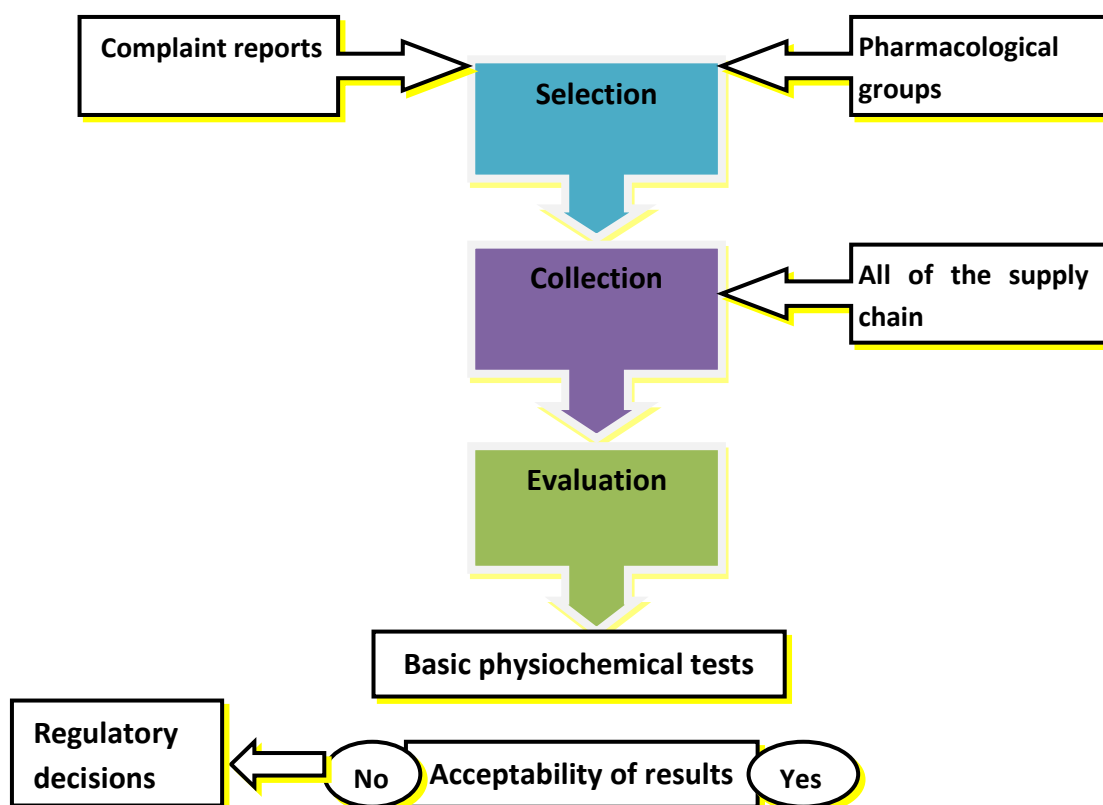 Complaint reports
Pharmacological
groups
Selection
Collection
All of the supply
chain
Evaluation
Basic physiochemical tests
Regulatory
decisions
No
Acceptability of results
Yes